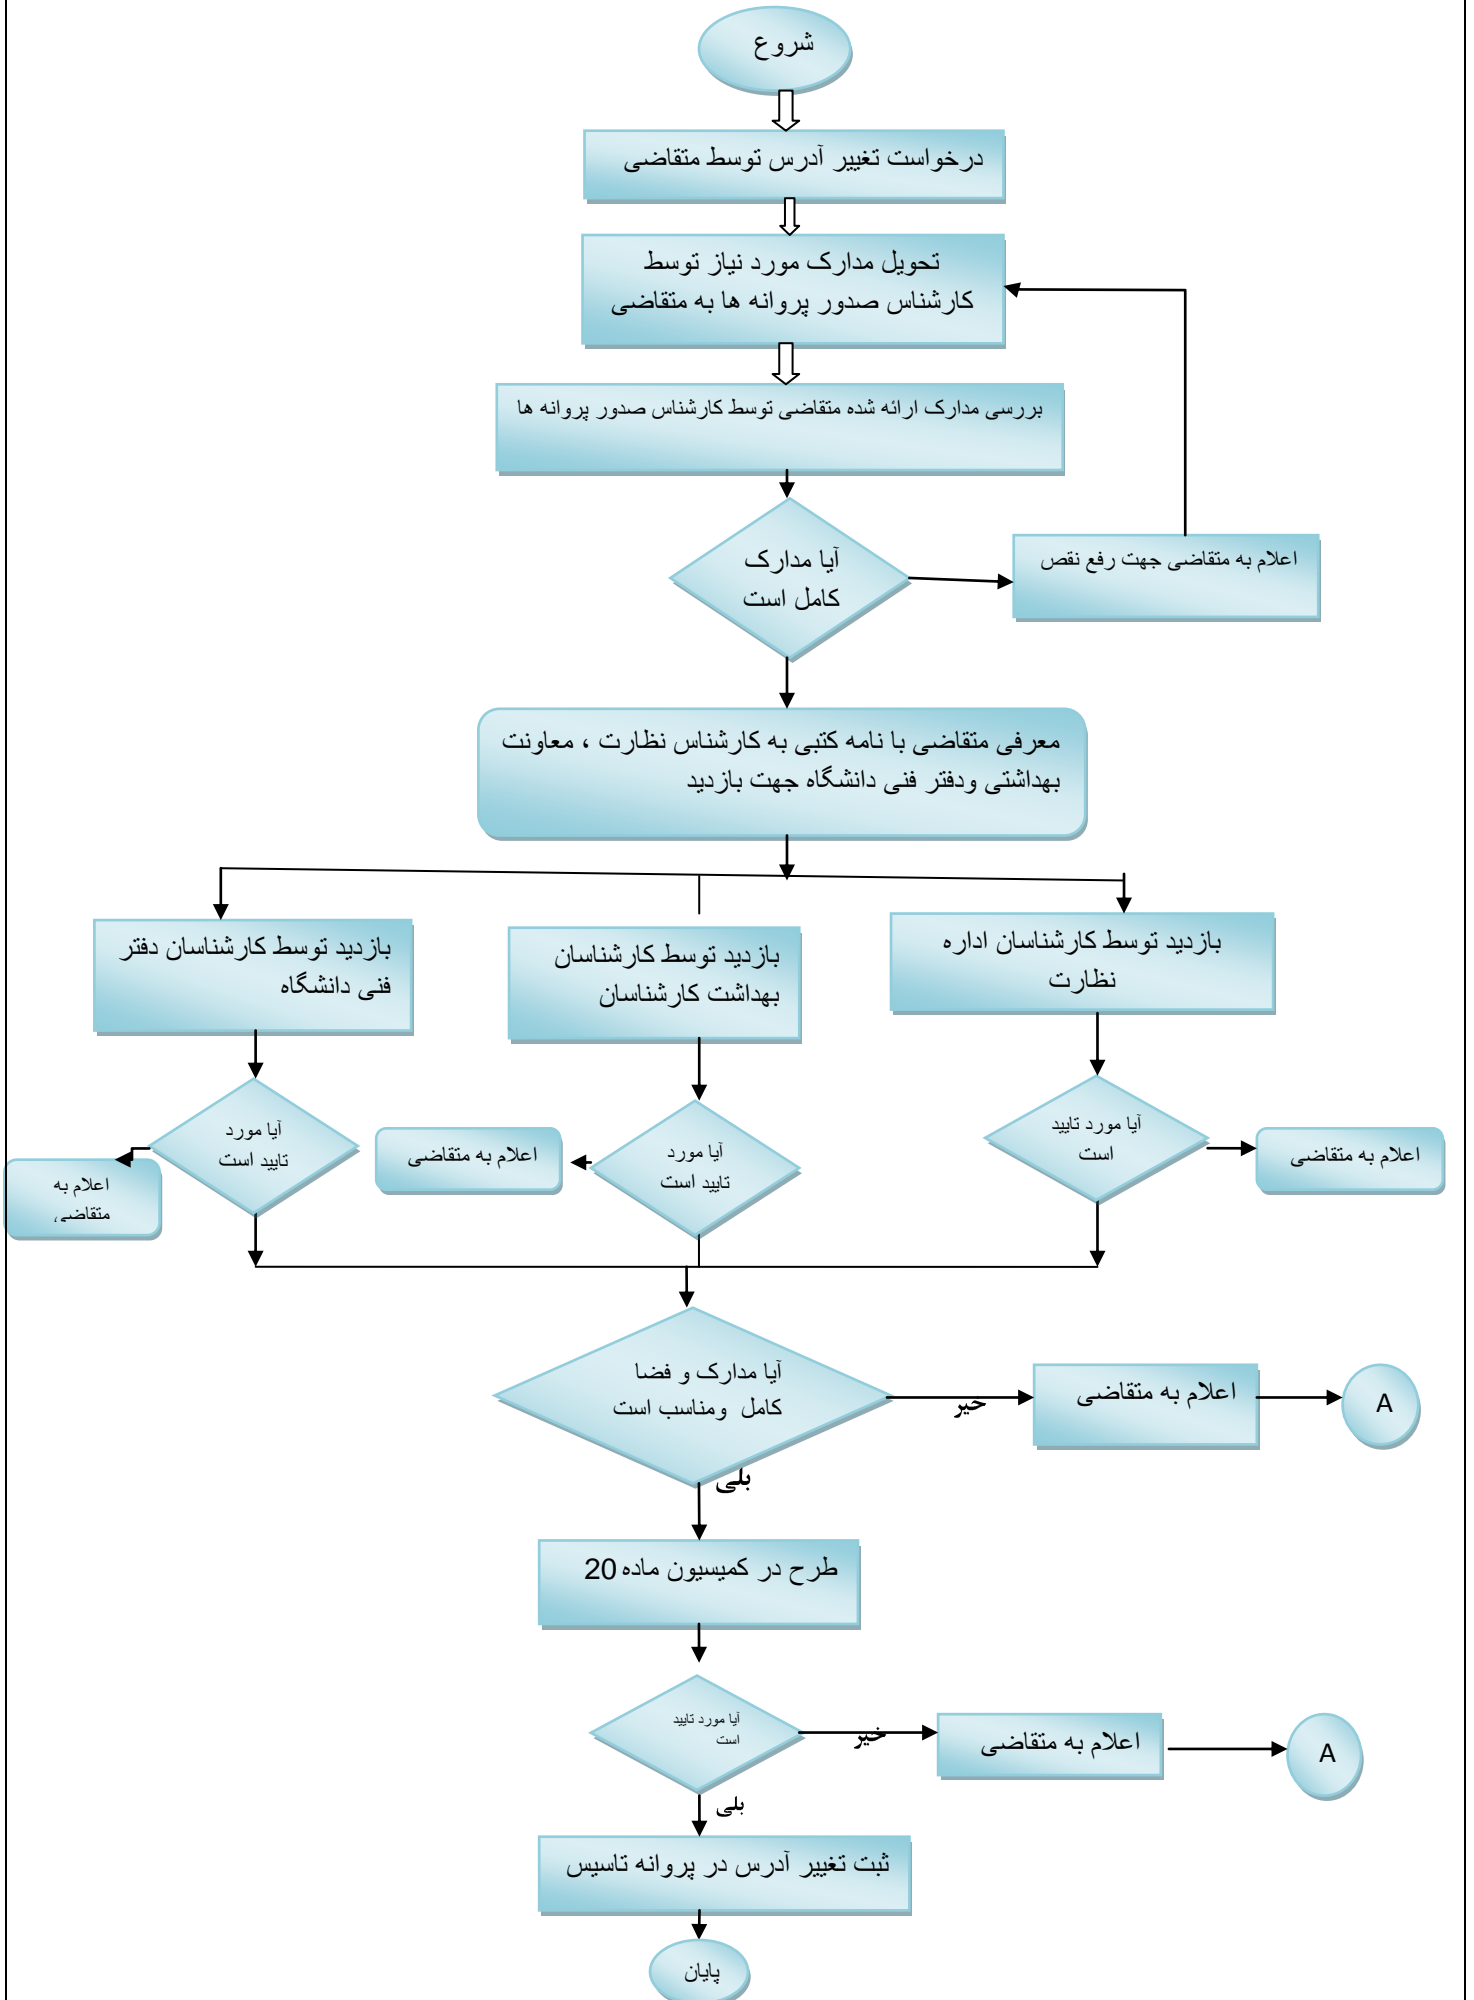 شروع
درخواست تغییر آدرس توسط متقاضی
تحویل مدارک مورد نیاز توسط
کارشناس صدور پروانه ها به متقاضی
بررسی مدارک ارائه شده متقاضی توسط کارشناس صدور پروانه ها
آیا مدارک
کامل است
اعلام به متقاضی جهت رفع نقص
معرفی متقاضی با نامه کتبی به کارشناس نظارت ، معاونت
بهداشتی ودفتر فنی دانشگاه جهت بازدید
بازدید توسط کارشناسان اداره
نظارت
بازدید توسط کارشناسان
بهداشت کارشناسان
بازدید توسط کارشناسان دفتر
فنی دانشگاه
آیا مورد تایید
است
اعلام به متقاضی
آیا مورد
تایید است
اعلام به متقاضی
آیا مورد
تایید است
اعلام به
متقاضی
آیا مدارک و فضا
کامل ومناسب است
خیر
اعلام به متقاضی
A
بلی
طرح در کمیسیون ماده 20
آیا مورد تایید
است
خیر
اعلام به متقاضی
A
بلی
ثبت تغییر آدرس در پروانه تاسیس
پایان